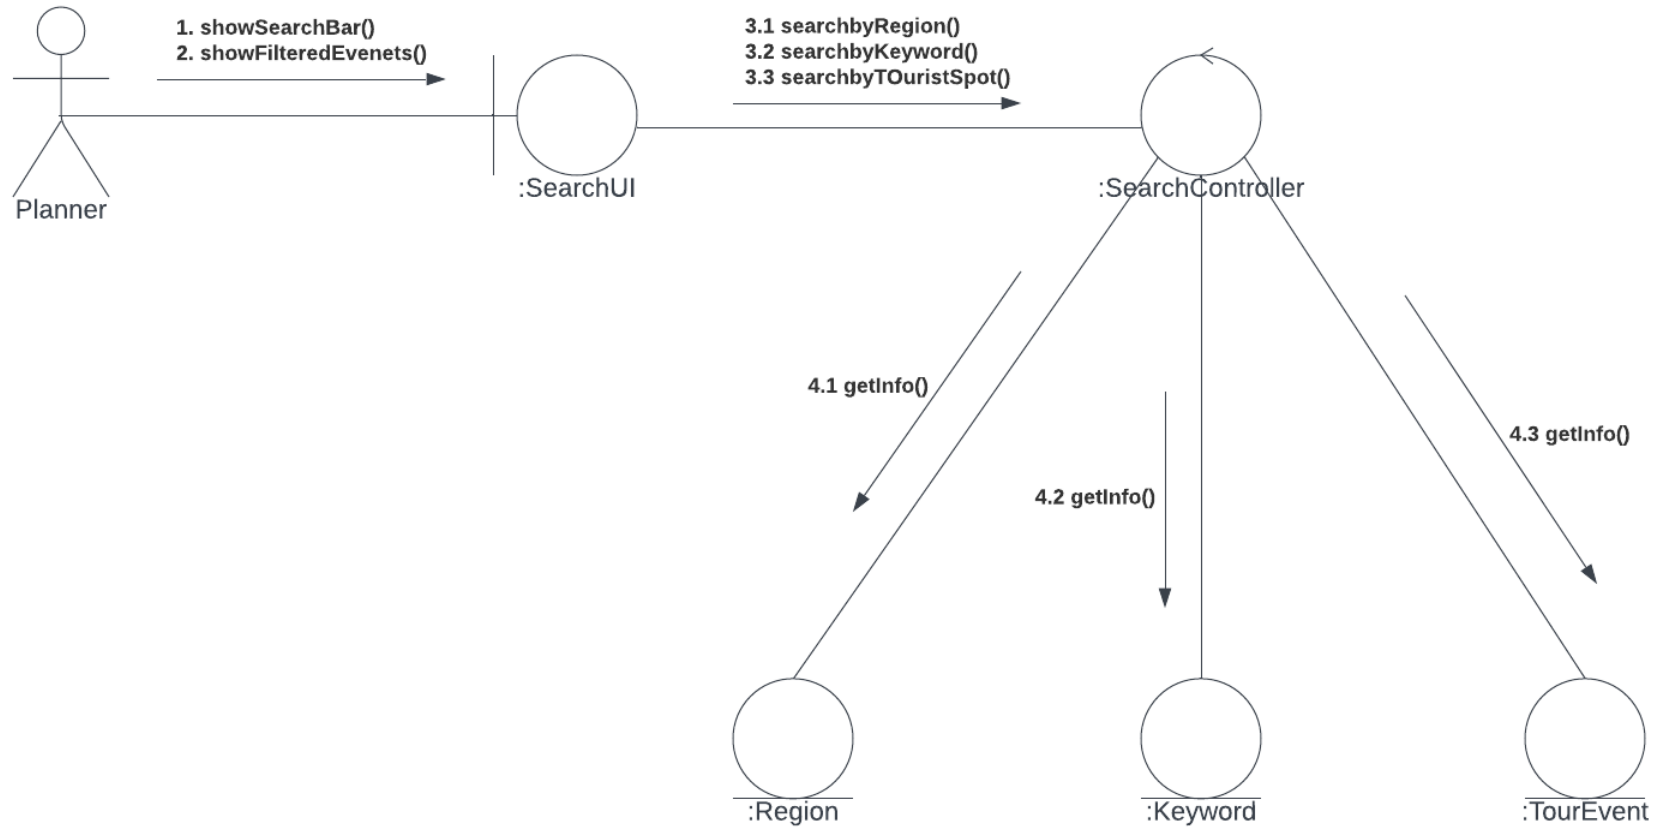 1. showSearchBar()
2. showFilteredEvenets()
3.1 searchbyRegion()
3.2 searchbyKeyword()
3.3 searchbyTOuristSpot()
:SearchUI
:SearchController
Planner
4.1 getInfo()
4.3 getInfo()
4.2 getInfo()
:Region
:Keyword
:TourEvent